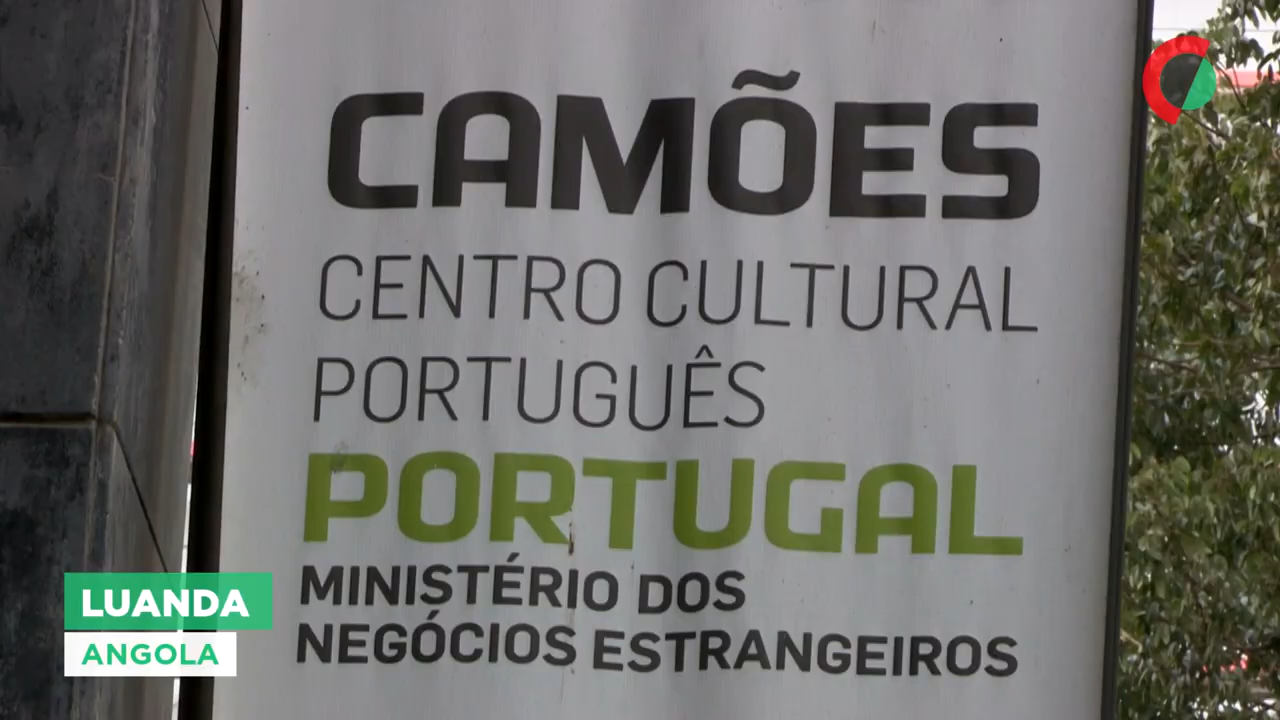 CAMÕES
CENTRO CULTURAL
PORTUGUÊS
PORTUGAL
MINISTÉRIO DOS
NEGÓCIOS ESTRANGEIROS
LUANDA
ANGOLA